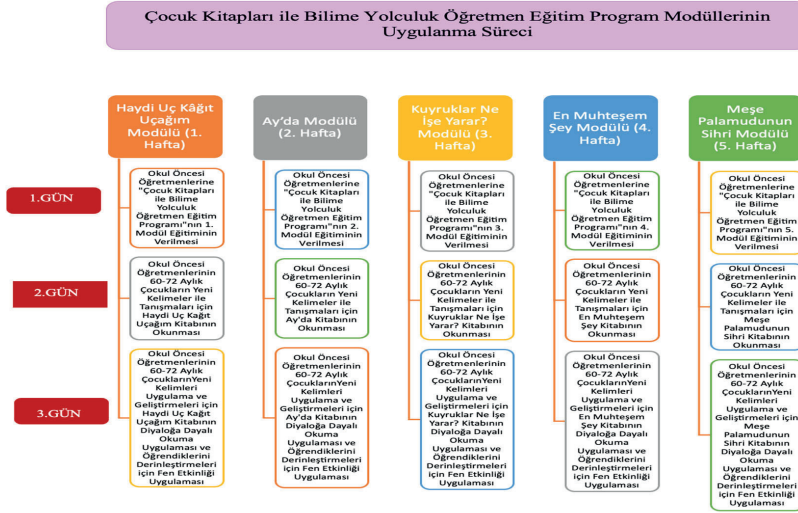 Çocuk Kitapları ile Bilime Yolculuk Öğretmen Eğitim Program Modüllerinin
Uygulanma Süreci
Haydi Uç Kâğıt
Uçağım
Modülü (1.
Hafta)
Ay'da Modülü
(2. Hafta)
Kuyruklar Ne
İşe Yarar?
Modülü (3.
Hafta)
En Muhteşem
Şey Modülü (4.
Hafta)
Meşe
Palamudunun
Sihri Modülü
(5. Hafta)
1.GÜN
Okul Öncesi
Öğretmenlerine
"Çocuk Kitapları
ile Bilime
Yolculuk
Öğretmen Eğitim
Programı"nın 1.
Modül Eğitiminin
Verilmesi
Okul Öncesi
Öğretmenlerine
"Çocuk Kitapları
ile Bilime
Yolculuk
Öğretmen Eğitim
Programı"nın 2.
Modül Eğitiminin
Verilmesi
Okul Öncesi
Öğretmenlerine
"Çocuk Kitapları
ile Bilime
Yolculuk
Öğretmen Eğitim
Programı"nın 3.
Modül Eğitiminin
Verilmesi
Okul Öncesi
Öğretmenlerine
"Çocuk Kitapları
ile Bilime
Yolculuk
Öğretmen Eğitim
Programı"nın 4.
Modül Eğitiminin
Verilmesi
Okul Öncesi
Öğretmenlerine
"Çocuk Kitapları
ile Bilime
Yolculuk
Öğretmen Eğitim
Programı"nın 5.
Modül Eğitiminin
Verilmesi
2.GÜN
Okul Öncesi
Öğretmenlerinin
60-72 Aylık
Çocukların Yeni
Kelimeler ile
Tanışmaları için
Haydi Uç Kağıt
Uçağım Kitabının
Okunması
Okul Öncesi
Öğretmenlerinin
60-72 Aylık
Çocukların Yeni
Kelimeler ile
Tanışmaları için
Ay'da Kitabının
Okunması
Okul Öncesi
Öğretmenlerinin
60-72 Aylık
Çocukların Yeni
Kelimeler ile
Tanışmaları için
Kuyruklar Ne İşe
Yarar? Kitabının
Okunması
Okul Öncesi
Öğretmenlerinin
60-72 Aylık
Çocukların Yeni
Kelimeler ile
Tanışmaları için
En Muhteşem
Şey Kitabının
Okunması
Okul Öncesi
Öğretmenlerinin
60-72 Aylık
Çocukların Yeni
Kelimeler ile
Tanışmaları için
Meşe
Palamudunun
Sihri Kitabının
Okunması
3.GÜN
Okul Öncesi
Öğretmenlerinin
60-72 Aylık
ÇocuklarınYeni
Kelimleri
Uygulama ve
Geliştirmeleri için
Haydi Uç Kağıt
Uçağım Kitabının
Diyaloğa Dayalı
Okuma
Uygulaması ve
Öğrendiklerini
Derinleştirmeleri
için Fen Etkinliği
Uygulaması
Okul Öncesi
Öğretmenlerinin
60-72 Aylık
ÇocuklarınYeni
Kelimleri
Uygulama ve
Geliştirmeleri için
Ay'da Kitabının
Diyaloğa Dayalı
Okuma
Uygulaması ve
Öğrendiklerini
Derinleştirmeleri
için Fen Etkinliği
Uygulaması
Okul Öncesi
Öğretmenlerinin
60-72 Aylık
ÇocuklarınYeni
Kelimleri
Uygulama ve
Geliştirmeleri için
Kuyruklar Ne İşe
Yarar? Kitabının
Diyaloğa Dayalı
Okuma
Uygulaması ve
Öğrendiklerini
Derinleştirmeleri
için Fen Etkinliği
Uygulaması
Okul Öncesi
Öğretmenlerinin
60-72 Aylık
ÇocuklarınYeni
Kelimleri
Uygulama ve
Geliştirmeleri için
En Muhteşem
Şey Kitabının
Diyaloğa Dayalı
Okuma
Uygulaması ve
Öğrendiklerini
Derinleştirmeleri
için Fen Etkinliği
Uygulaması
Okul Öncesi
Öğretmenlerinin
60-72 Aylık
ÇocuklarınYeni
Kelimleri
Uygulama ve
Geliştirmeleri için
Meşe
Palamudunun
Sihri Kitabının
Diyaloğa Dayalı
Okuma
Uygulaması ve
Öğrendiklerini
Derinleştirmeleri
için Fen Etkinliği
Uygulaması